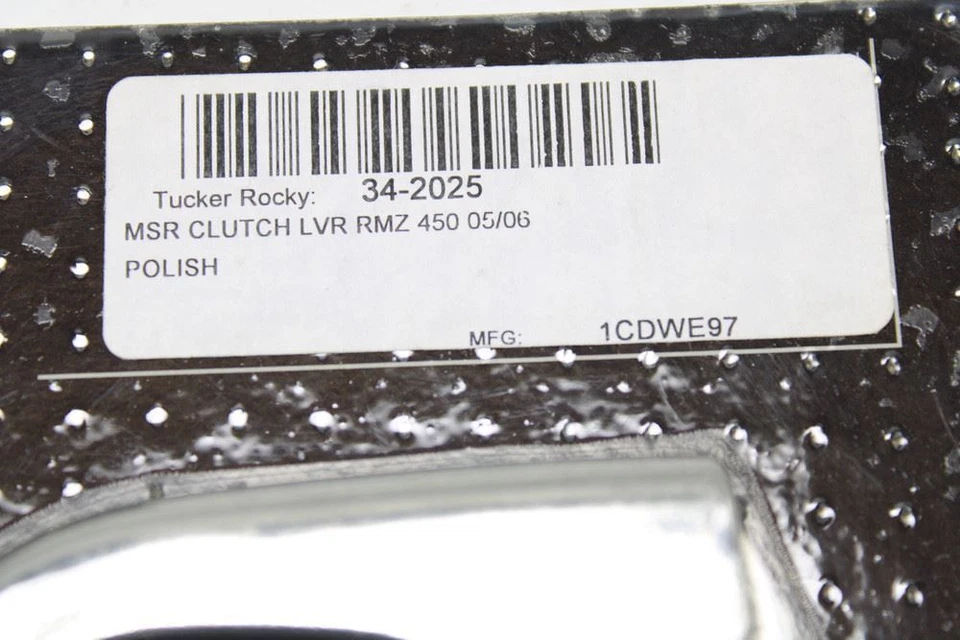 Tucker Rocky: 34-2025
MSR CLUTCH LVR RMZ 450 05/06
POLISH
MFG: 1CDWE97